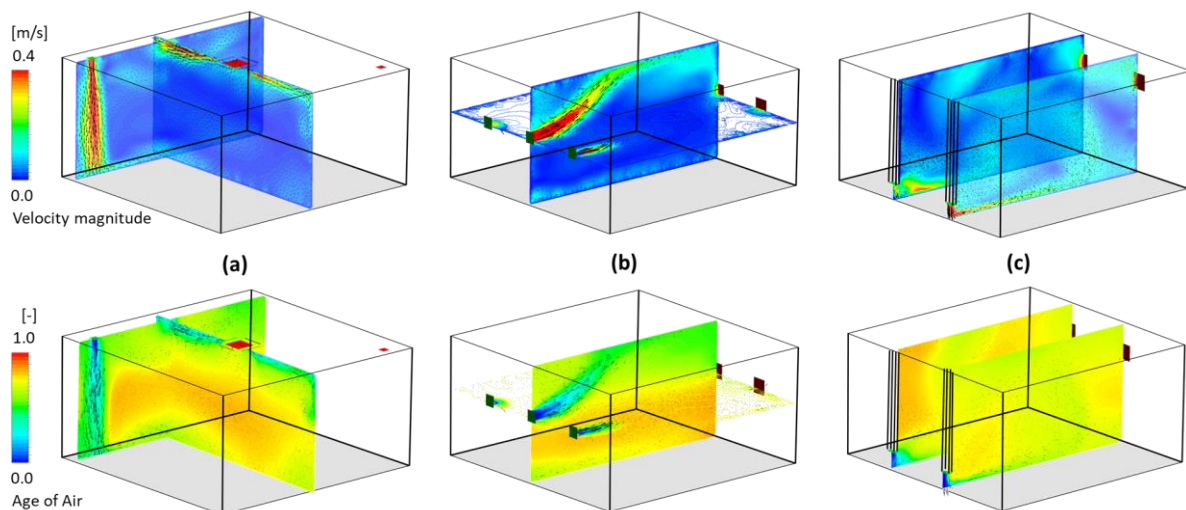 [m/s]
0.4
0.0
Velocity magnitude
(a) (b) (c)
[-]
1.0
0.0
Age of Air